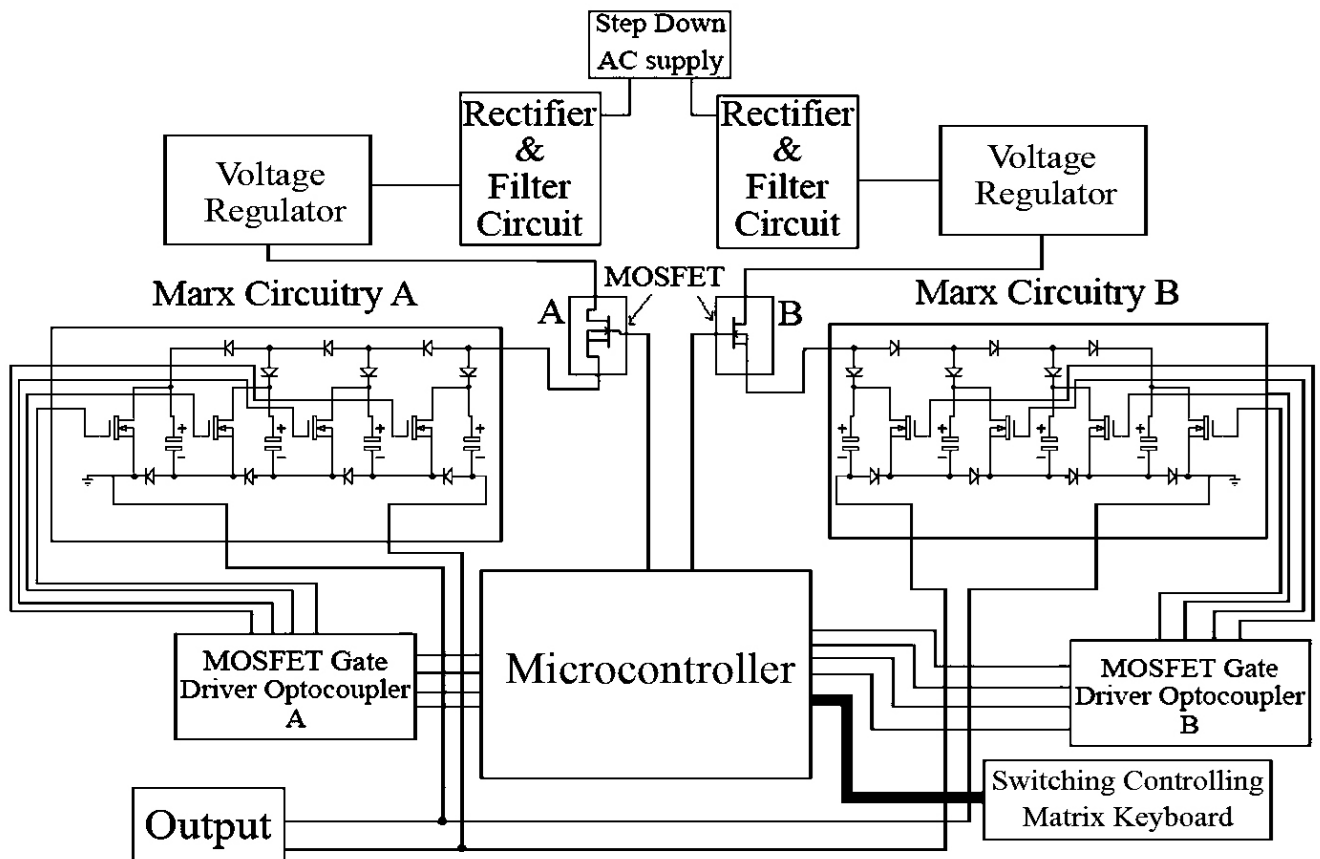 Step Down
AC supply
Rectifier
&
Filter
Circuit
Rectifier
&
Filter
Circuit
Voltage
Regulator
Voltage
Regulator
MOSFET
Marx Circuitry A
A
B
Marx Circuitry B
+
-
+
-
+
-
+
-
+
-
+
-
+
-
+
-
MOSFET Gate
Driver Optocoupler
A
Microcontroller
MOSFET Gate
Driver Optocoupler
B
Switching Controlling
Matrix Keyboard
Output